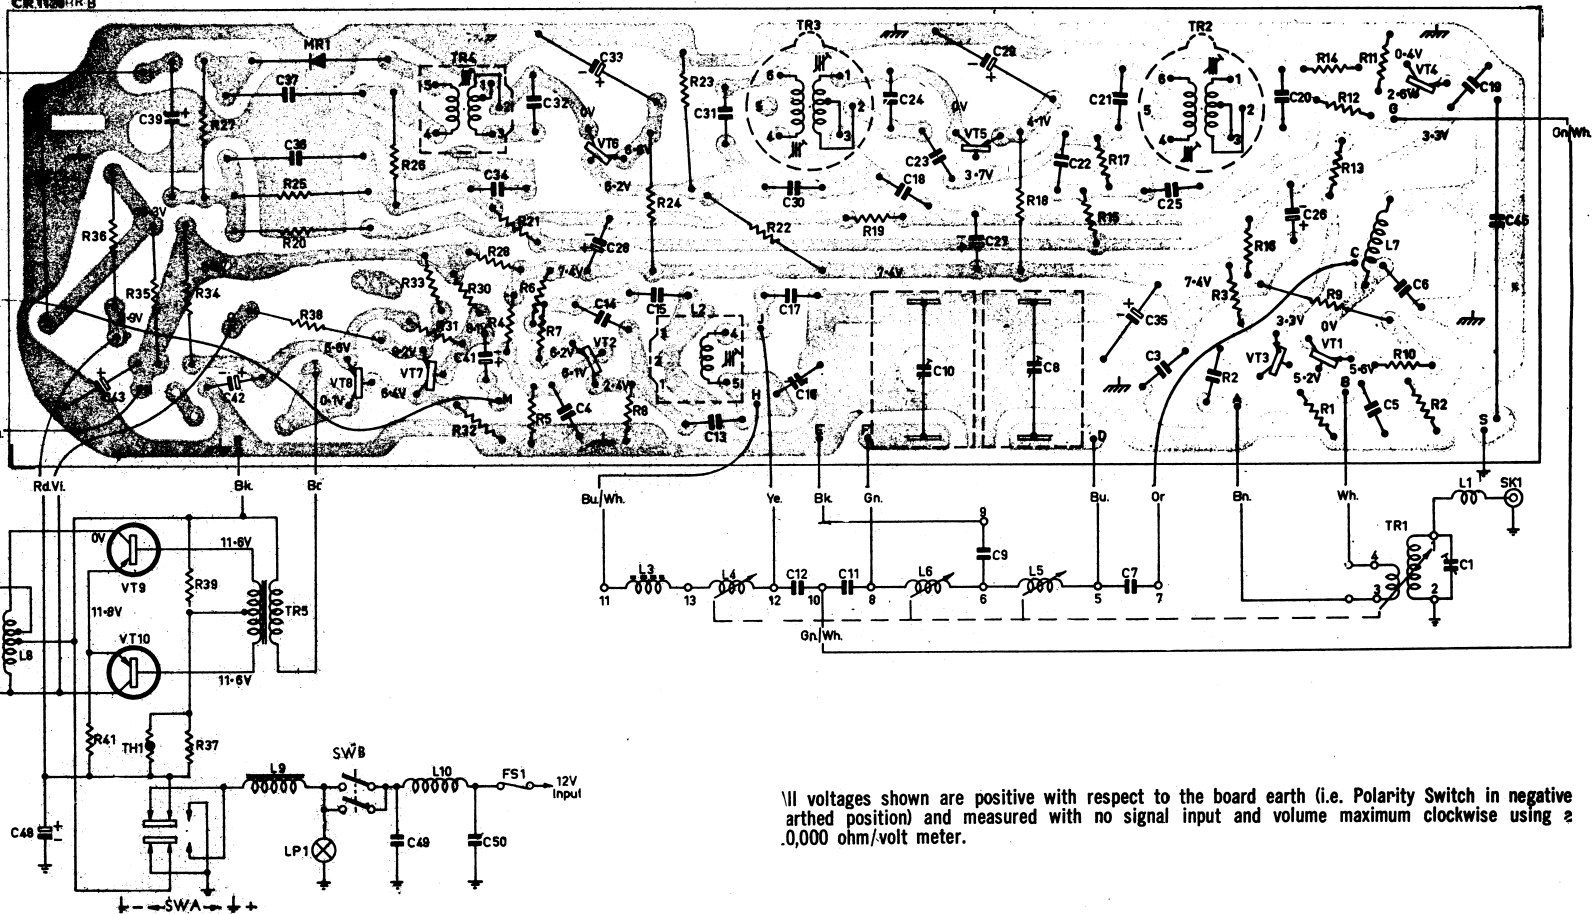 MR1
TR4
C33
TR3
C29
TR2
R14
R11
0·4V
VT4
C19
C37
R23
C31
C24
C21
C20
R12
2·6V
G
3·3V
Gn/Wh.
C39
R27
C32
0V
VT6
6·2V
0V
VT5
4·1V
3·7V
C36
R26
C34
C23
C22
R17
R13
R25
R24
C30
C18
R18
C25
C26
R36
R20
R21
C28
R22
R19
C27
R15
R16
L7
C45
R35
R34
R33
R28
R30
R6
7·4V
C14
C15
C17
7·4V
7·4V
R3
R9
C6
C
R38
R31
R4
R7
L2
J
C35
3·3V
0V
6·6V
VT8
0·1V
VT7
6·4V
C41
6·2V
VT2
6·1V
2·4V
C10
C8
C3
R2
VT3
VT1
5·2V
5·6V
R10
C43
C42
R32
M
R5
C4
R8
C13
H
C16
E
F
D
A
B
R1
C5
R2
S
Rd.
Vi.
Bk.
Br
Bu/Wh.
Ye.
Bk.
Gn.
Bu.
Or
Bn.
Wh.
L1
SK1
0V
VT9
11·6V
R39
TR5
11·8V
VT10
11·6V
L8
9
C9
L3
L4
C12
C11
L6
L5
C7
11
13
12
10
8
6
5
7
TR1
4
3
2
C1
Gn/Wh.
R41
TH1
R37
L9
SWB
L10
FS1
12V
Input
C48
LP1
C49
C50
SWA
ll voltages shown are positive with respect to the board earth (i.e. Polarity Switch in negative
arthed position) and measured with no signal input and volume maximum clockwise using
0,000 ohm/volt meter.